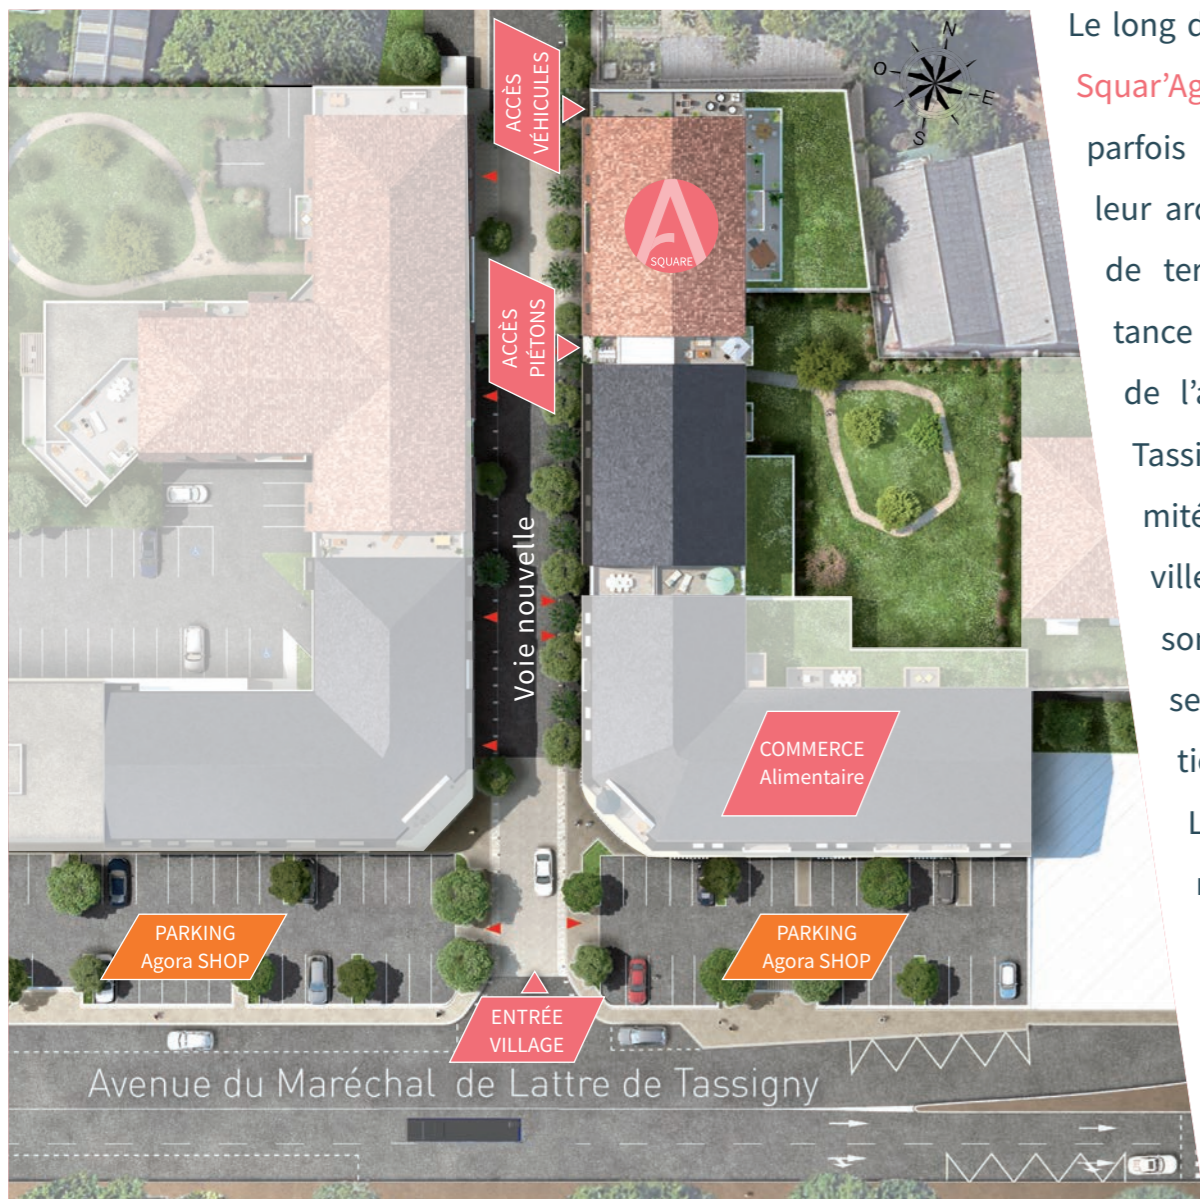 N
O
E
S
ACCÈS
VÉHICULES
A
SQUARE
ACCÈS
PIÉTONS
Voie nouvelle
COMMERCE
Alimentaire
PARKING
Agora SHOP
PARKING
Agora SHOP
ENTRÉE
VILLAGE
Avenue du Maréchal de Lattre de Tassigny
Le long d
Squar'Ag
parfois
leur arc
de ter
tance
de l'a
Tassi
mité
ville
son
se
tio
L